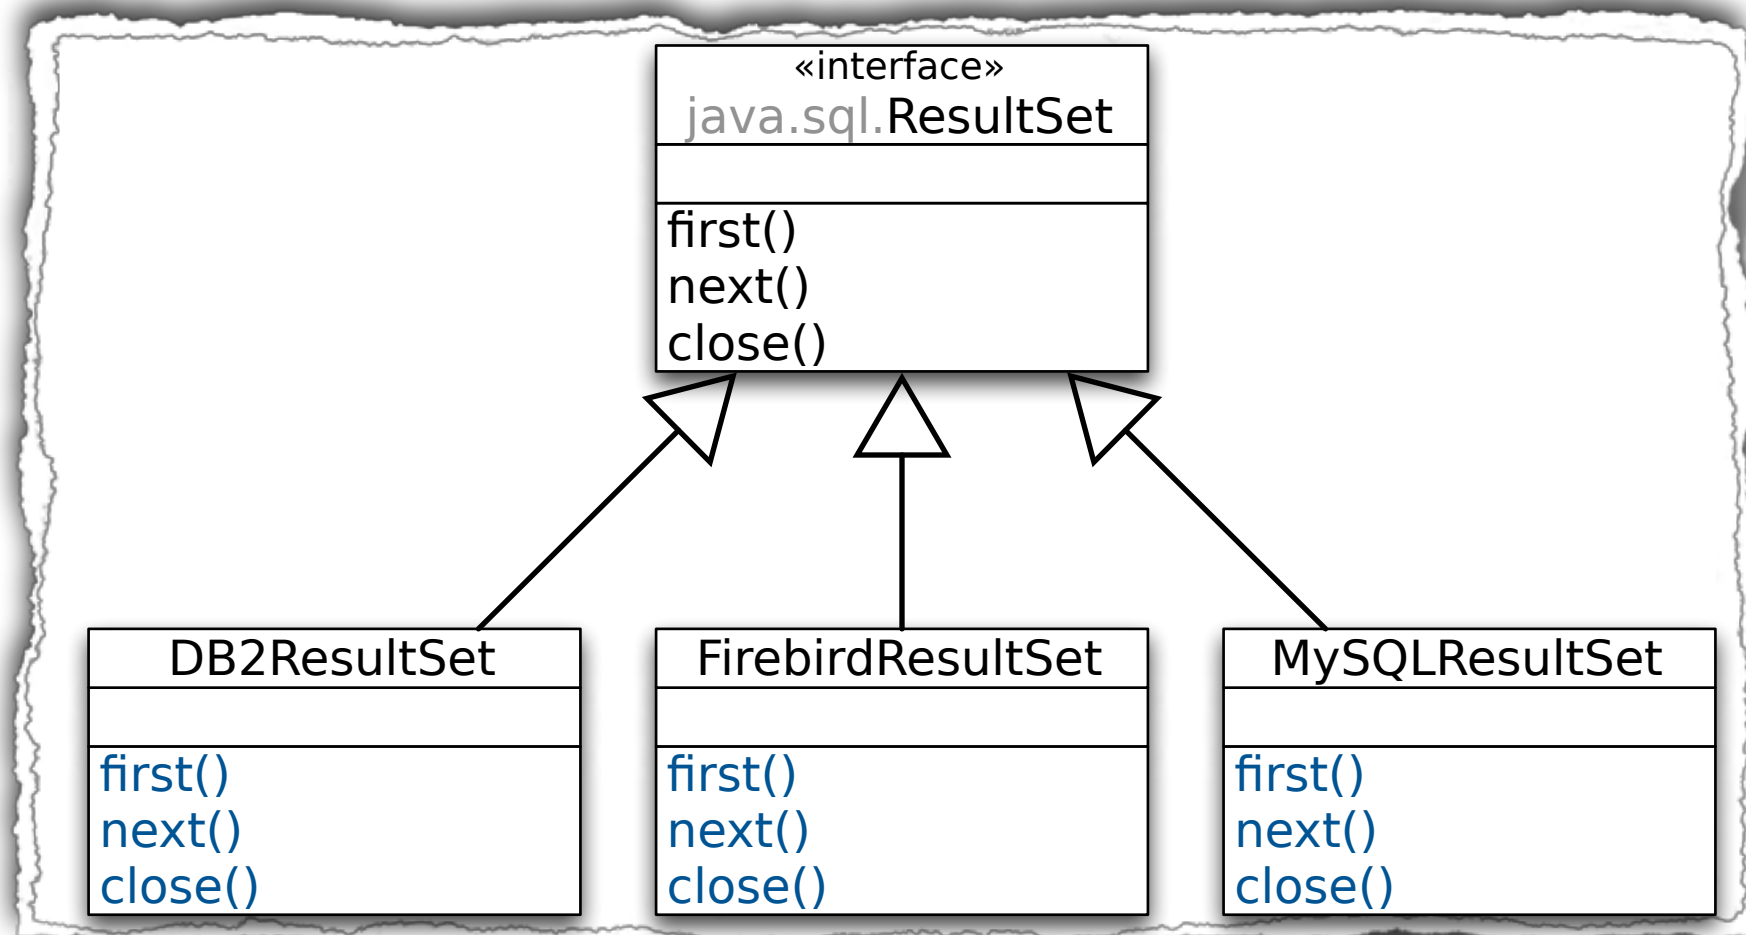 «interface»
java.sql.ResultSet
first()
next()
close()
DB2ResultSet
first()
next()
close()
FirebirdResultSet
first()
next()
close()
MySQLResultSet
first()
next()
close()